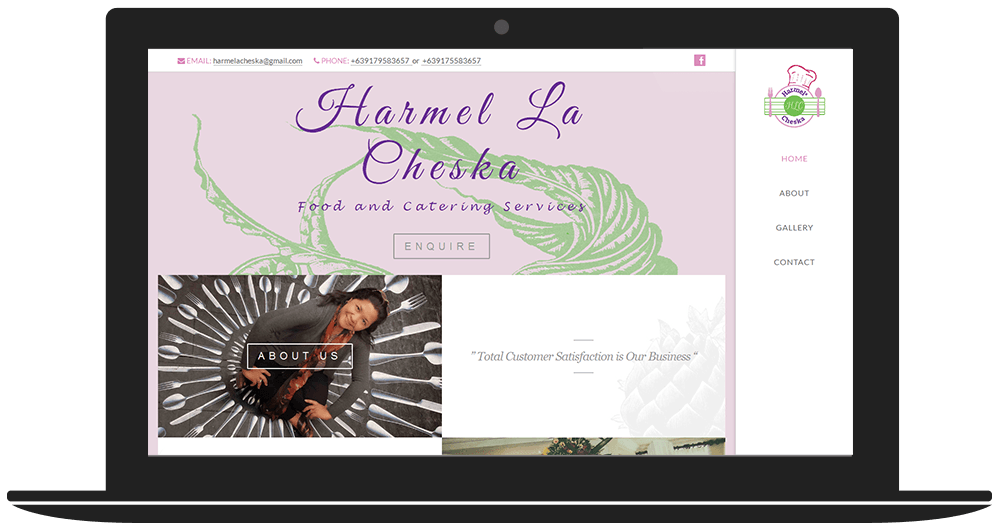 EMAIL: harmelacheska@gmail.com PHONE: +639179583657 or +639175583657
f
Harmel La
Cheska
Food and Catering Services
ENQUIRE
ABOUT US
" Total Customer Satisfaction is Our Business “
Harmel*
HLC
Cheska
HOME
ABOUT
GALLERY
CONTACT